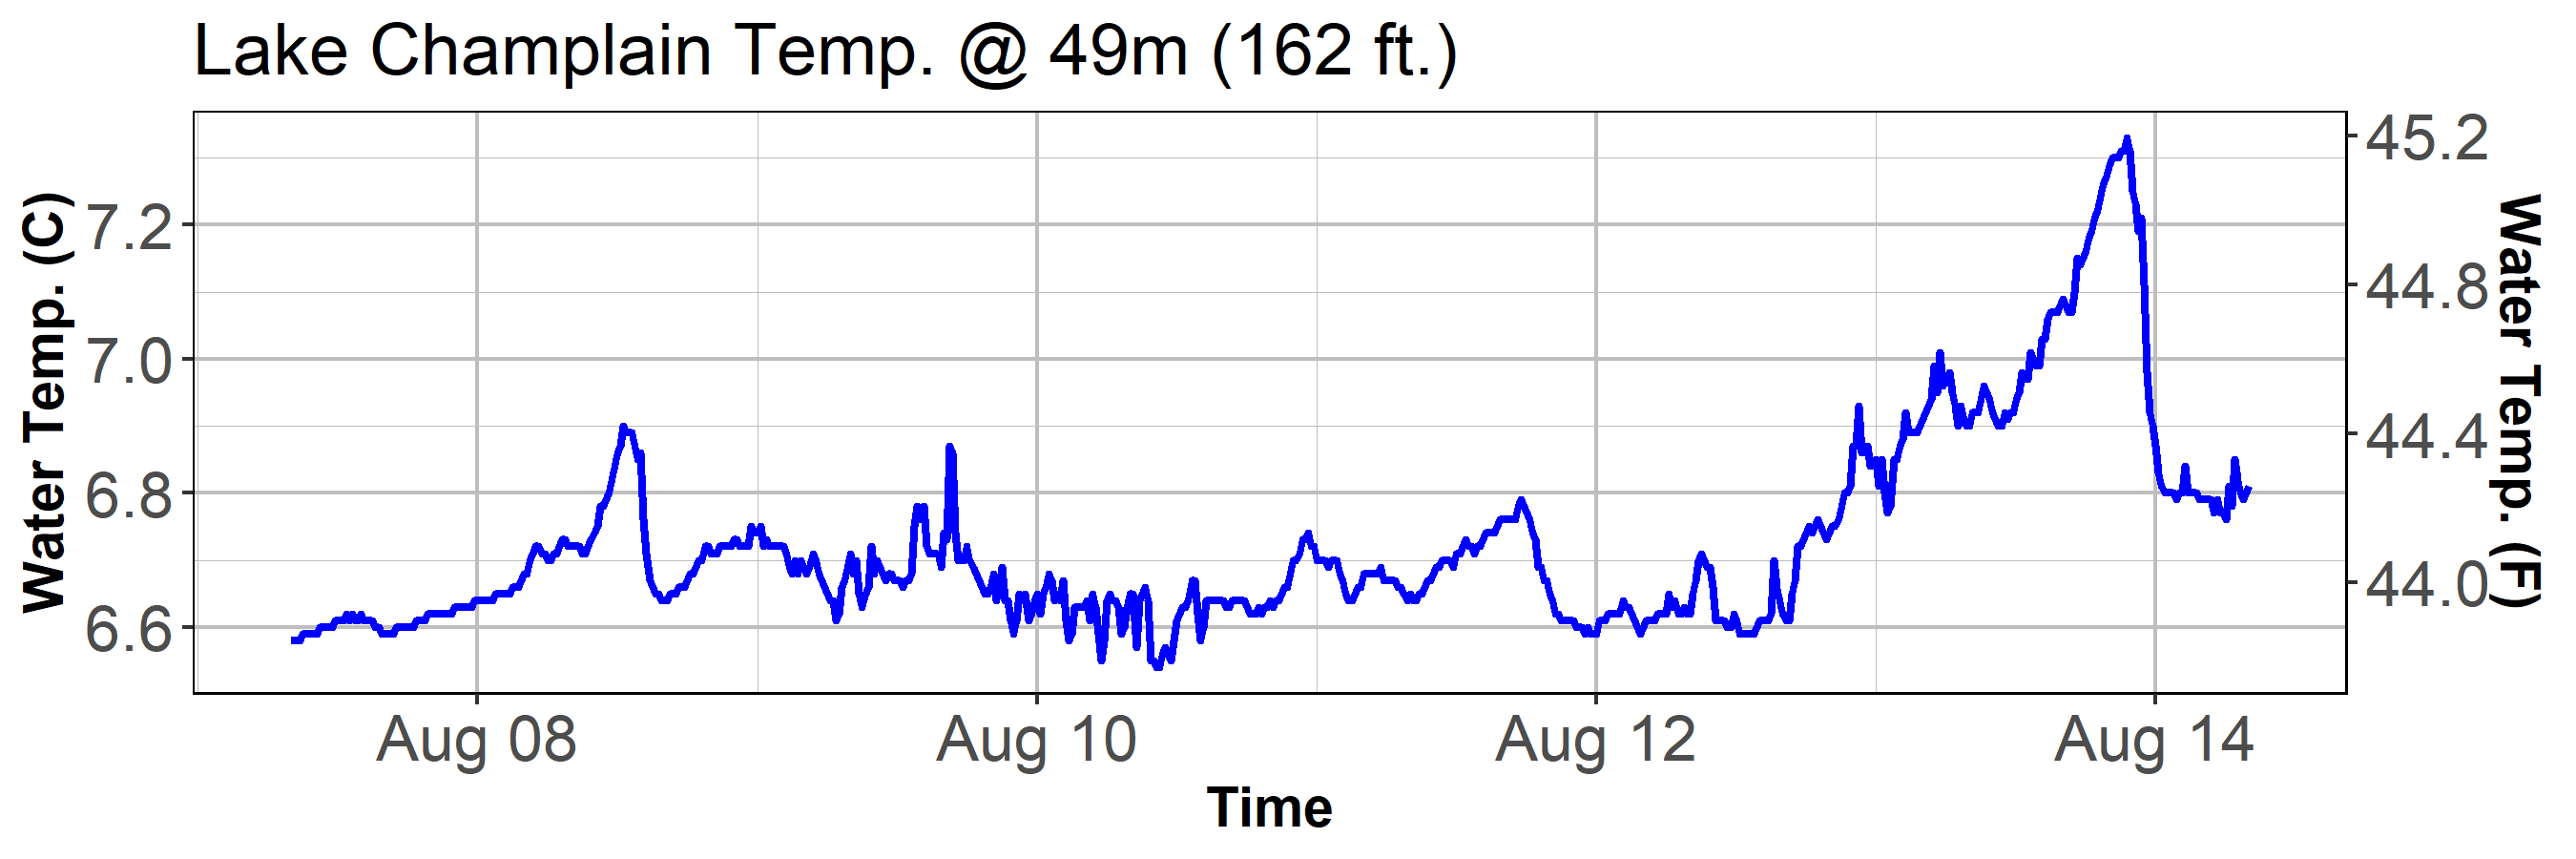 Lake Champlain Temp. @ 49m (162 ft.)
Water Temp. (C)
7.2
7.0
6.8
6.6
45.2
44.8
44.4
44.0
Water Temp. (F)
Aug 08
Aug 10
Aug 12
Aug 14
Time